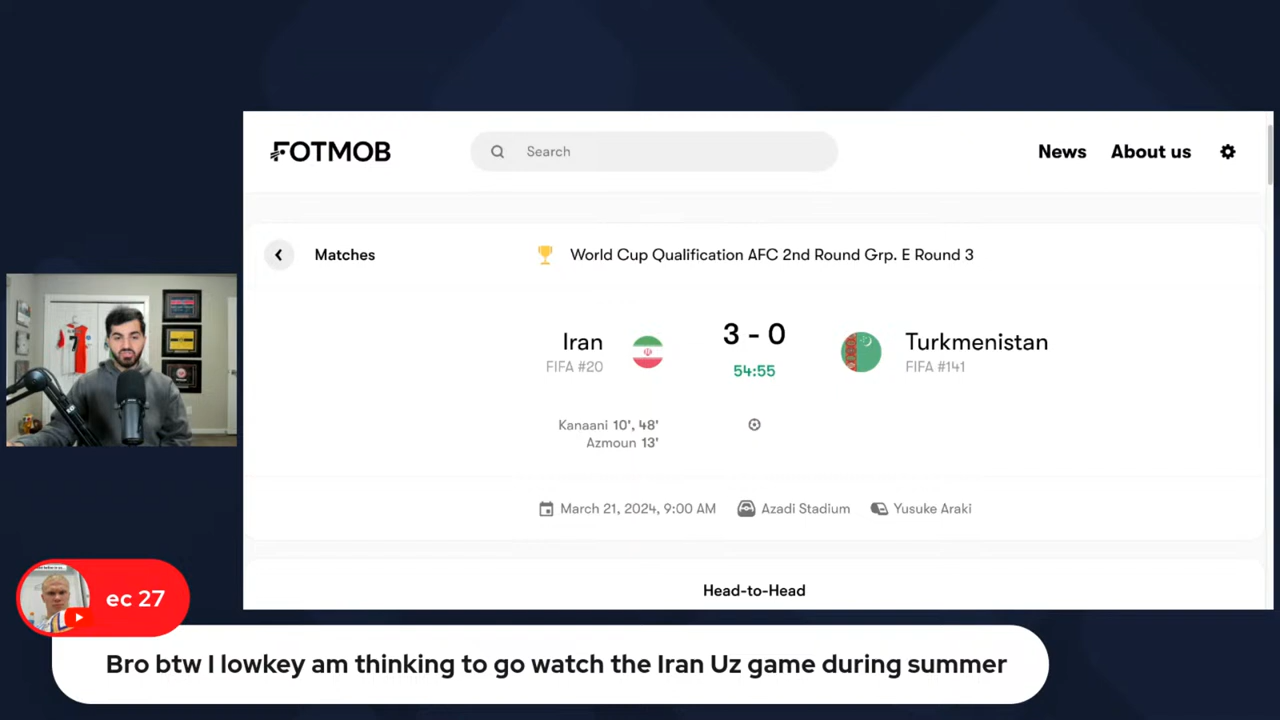 FOTMOB
Search
News
About us
Matches
World Cup Qualification AFC 2nd Round Grp. E Round 3
Iran
FIFA #20
3 - 0
54:55
Turkmenistan
FIFA #141
Kanaani 10', 48'
Azmoun 13'
March 21, 2024, 9:00 AM
Azadi Stadium
Yusuke Araki
Head-to-Head
7
ec 27
Bro btw I lowkey am thinking to go watch the Iran Uz game during summer